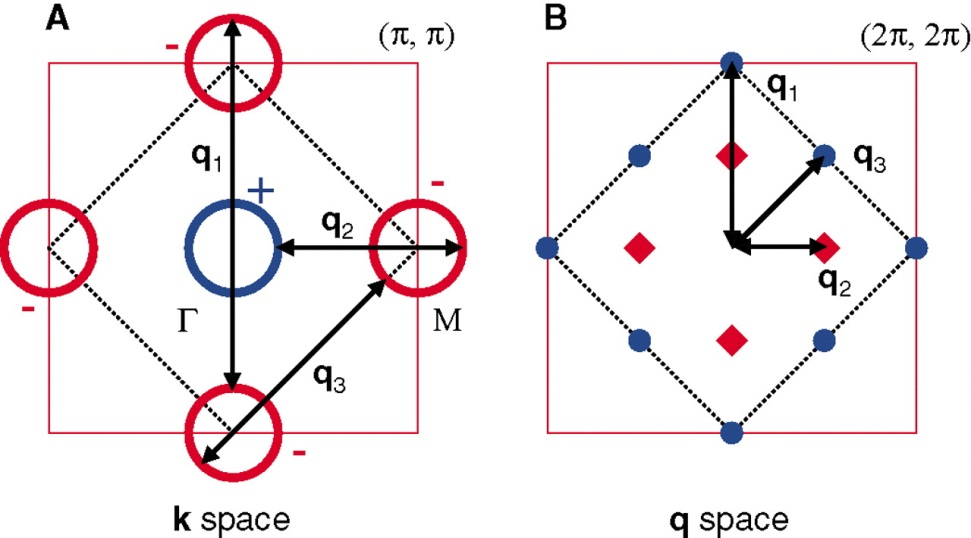 A
(π, π)
-
q1
+
-
q2
-
Γ
M
q3
-
k space
B
(2π, 2π)
q1
q3
q2
q space